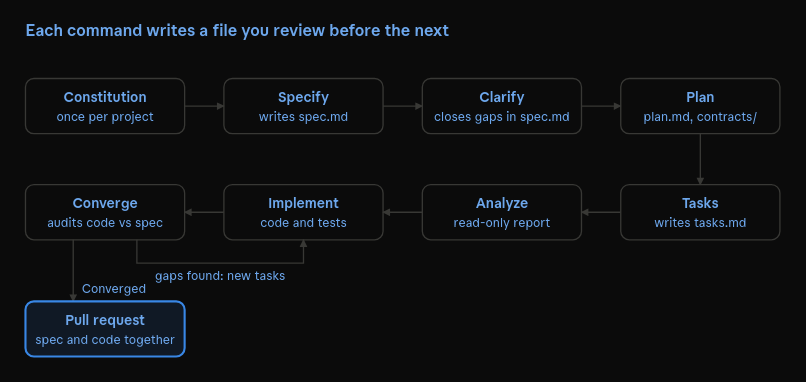 Each command writes a file you review before the next
Constitution
once per project
Specify
writes spec.md
Clarify
closes gaps in spec.md
Plan
plan.md, contracts/
Converge
audits code vs spec
Implement
code and tests
Analyze
read-only report
Tasks
writes tasks.md
gaps found: new tasks
Converged
Pull request
spec and code together